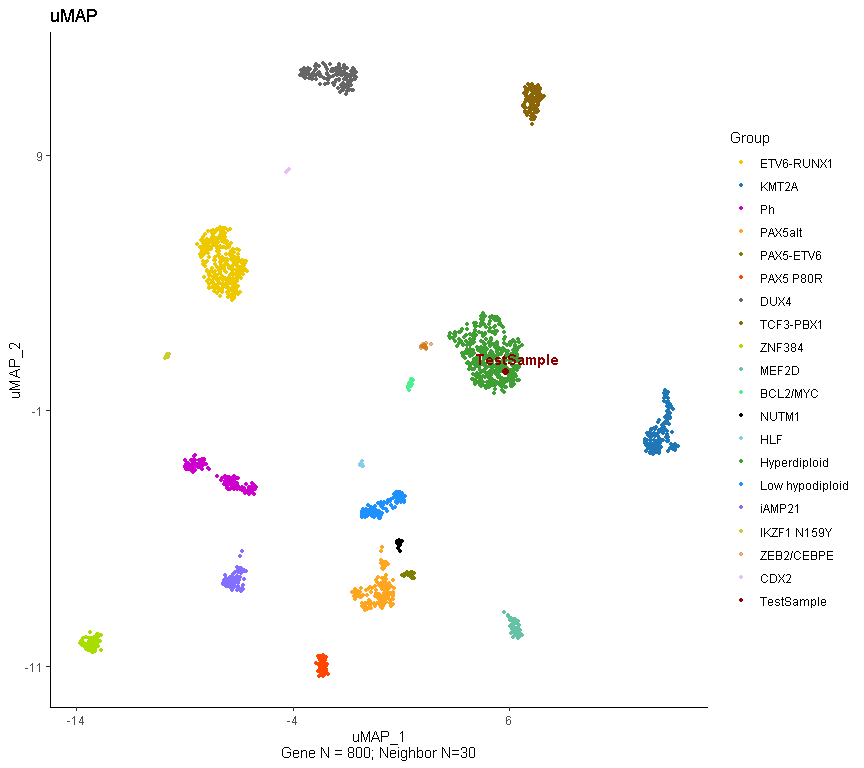 uMAP
9
-1
-11
uMAP_2
TestSample
-14
-4
6
uMAP_1
Gene N = 800; Neighbor N=30
Group
ETV6-RUNX1
KMT2A
Ph
PAX5alt
PAX5-ETV6
PAX5 P80R
DUX4
TCF3-PBX1
ZNF384
MEF2D
BCL2/MYC
NUTM1
HLF
Hyperdiploid
Low hypodiploid
iAMP21
IKZF1 N159Y
ZEB2/CEBPE
CDX2
TestSample